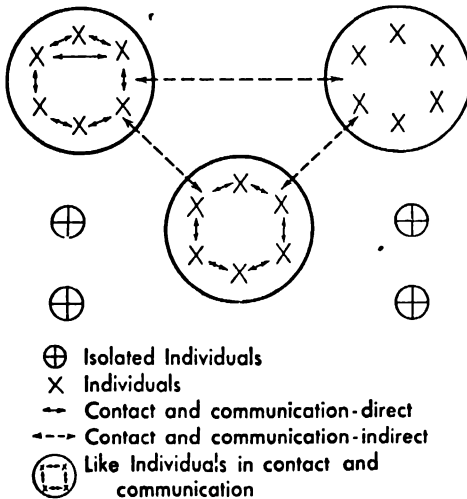 Isolated Individuals
Individuals
Contact and communication-direct
Contact and communication-indirect
Like Individuals in contact and
communication